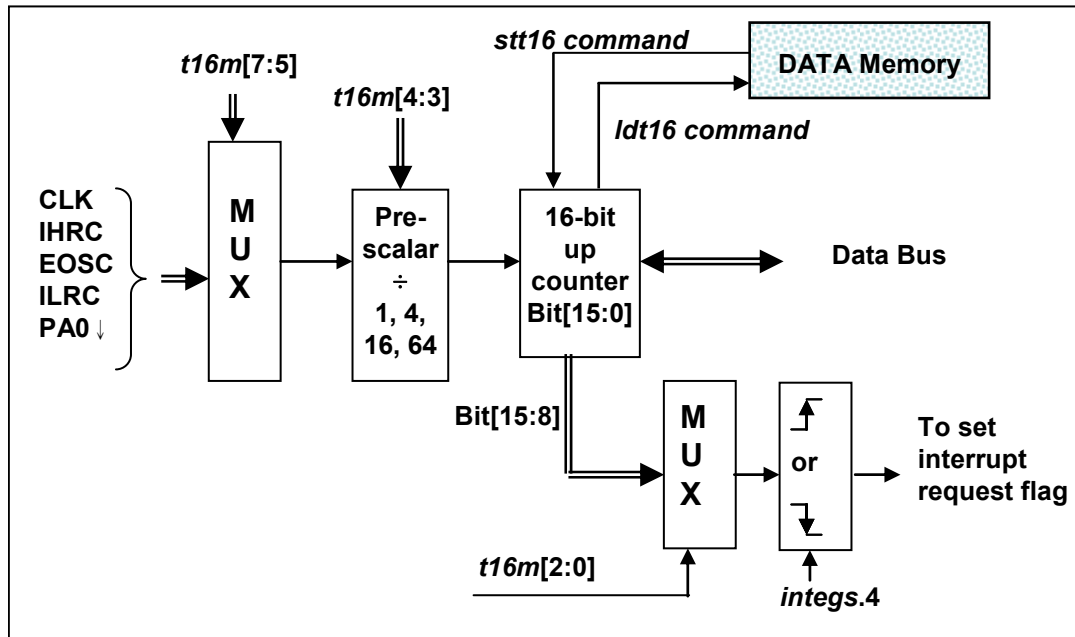 stt16 command
DATA Memory
t16m[7:5]
t16m[4:3]
ldt16 command
CLK
IHRC
EOSC
ILRC
PA0 ↓
M
U
X
Pre-
scalar
÷
1, 4,
16, 64
16-bit
up
counter
Bit[15:0]
Data Bus
Bit[15:8]
M
U
X
or
To set
interrupt
request flag
t16m[2:0]
integs.4